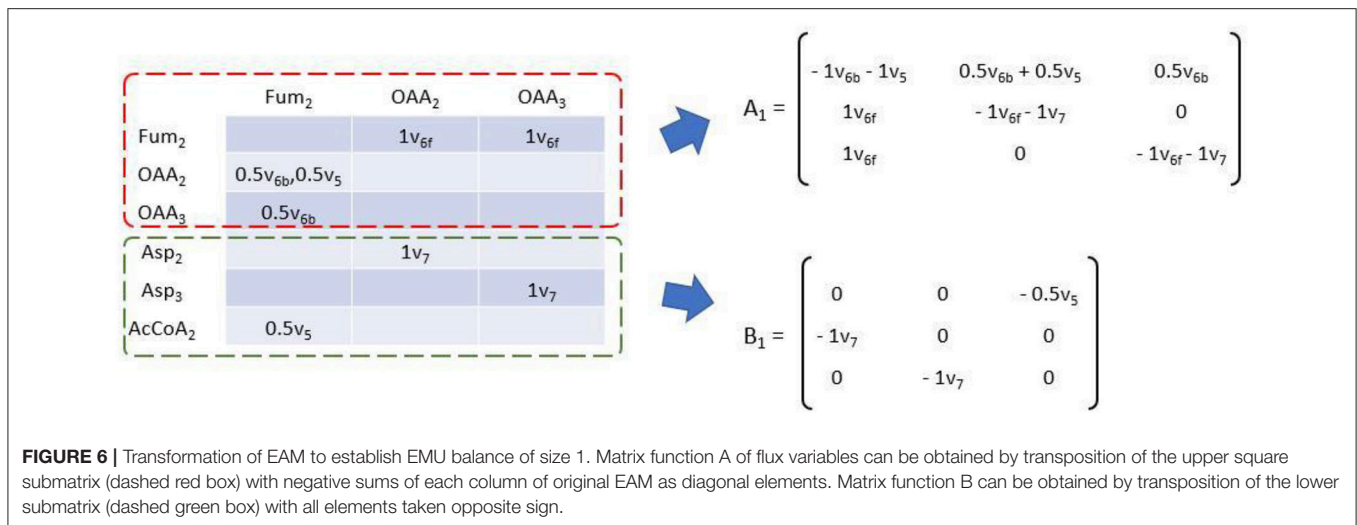 Fum2 OAA2 OAA3
Fum2 1v6f 1v6f
OAA2 0.5v6b,0.5v5
OAA3 0.5v6b
Asp2 1v7
Asp3 1v7
AcCoA2 0.5v5
A1 =
- 1v6b - 1v5 0.5v6b + 0.5v5 0.5v6b
1v6f - 1v6f - 1v7 0
1v6f 0 - 1v6f - 1v7
B1 =
0 0 - 0.5v5
- 1v7 0 0
0 - 1v7 0
FIGURE 6 | Transformation of EAM to establish EMU balance of size 1. Matrix function A of flux variables can be obtained by transposition of the upper square
submatrix (dashed red box) with negative sums of each column of original EAM as diagonal elements. Matrix function B can be obtained by transposition of the lower
submatrix (dashed green box) with all elements taken opposite sign.